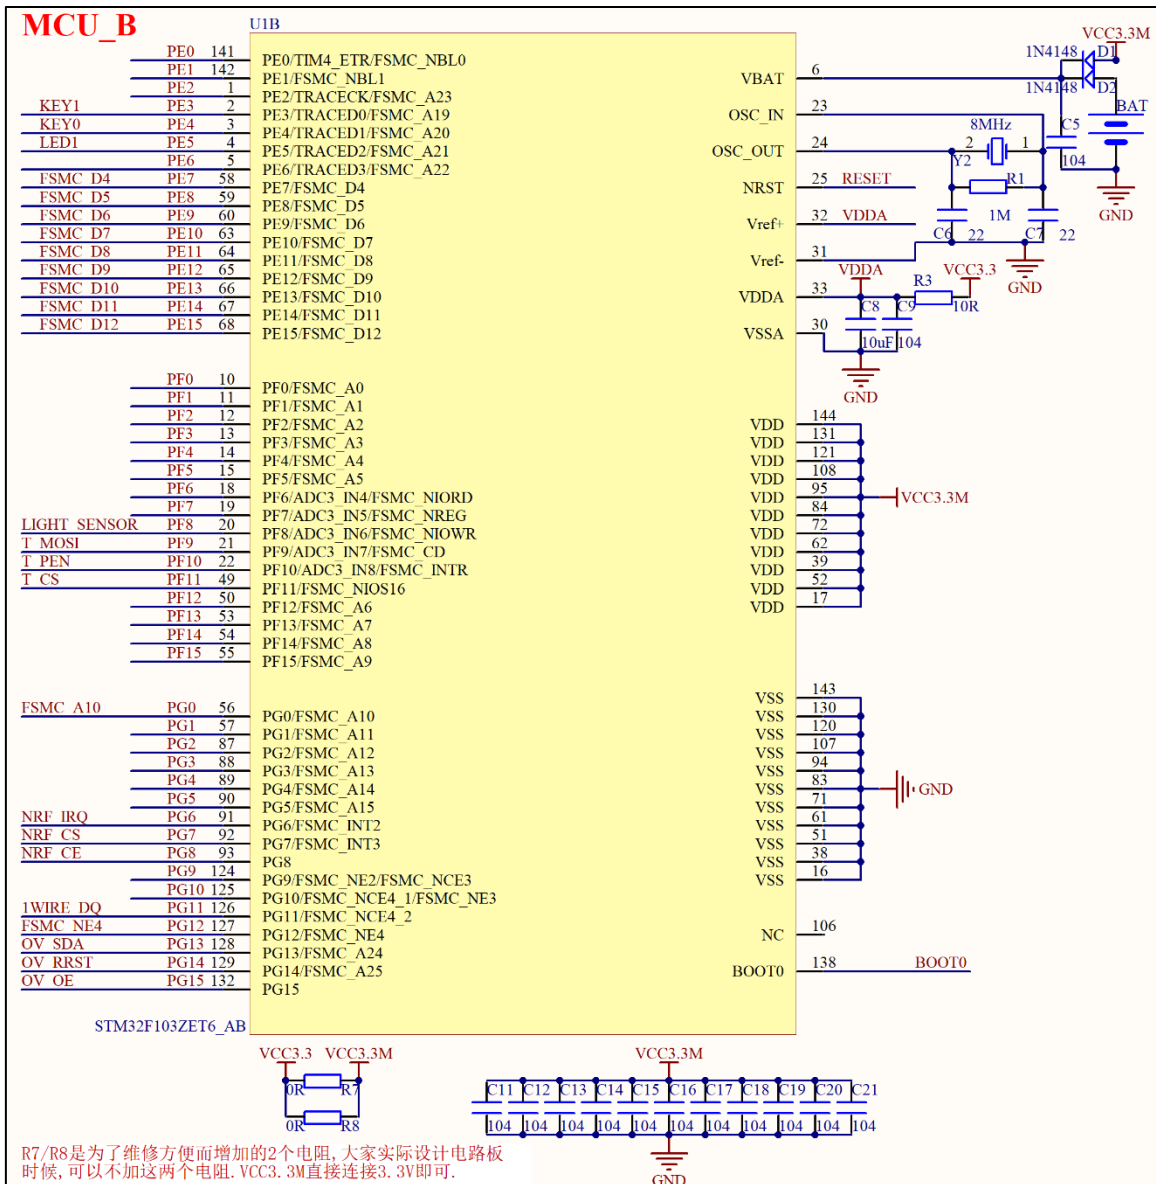 MCU_B
U1B
PE0 141 PE0/TIM4_ETR/FSMC_NBL0
PE1 142 PE1/FSMC_NBL1
PE2 1 PE2/TRACECK/FSMC_A23
KEY1 PE3 2 PE3/TRACED0/FSMC_A19
KEY0 PE4 3 PE4/TRACED1/FSMC_A20
LED1 PE5 4 PE5/TRACED2/FSMC_A21
PE6 5 PE6/TRACED3/FSMC_A22
FSMC_D4 PE7 58 PE7/FSMC_D4
FSMC_D5 PE8 59 PE8/FSMC_D5
FSMC_D6 PE9 60 PE9/FSMC_D6
FSMC_D7 PE10 63 PE10/FSMC_D7
FSMC_D8 PE11 64 PE11/FSMC_D8
FSMC_D9 PE12 65 PE12/FSMC_D9
FSMC_D10 PE13 66 PE13/FSMC_D10
FSMC_D11 PE14 67 PE14/FSMC_D11
FSMC_D12 PE15 68 PE15/FSMC_D12
PF0 10 PF0/FSMC_A0
PF1 11 PF1/FSMC_A1
PF2 12 PF2/FSMC_A2
PF3 13 PF3/FSMC_A3
PF4 14 PF4/FSMC_A4
PF5 15 PF5/FSMC_A5
PF6 18 PF6/ADC3_IN4/FSMC_NIORD
PF7 19 PF7/ADC3_IN5/FSMC_NREG
LIGHT_SENSOR PF8 20 PF8/ADC3_IN6/FSMC_NIOWR
T_MOSI PF9 21 PF9/ADC3_IN7/FSMC_CD
T_PEN PF10 22 PF10/ADC3_IN8/FSMC_INTR
T_CS PF11 49 PF11/FSMC_NIOS16
PF12 50 PF12/FSMC_A6
PF13 53 PF13/FSMC_A7
PF14 54 PF14/FSMC_A8
PF15 55 PF15/FSMC_A9
FSMC_A10 PG0 56 PG0/FSMC_A10
PG1 57 PG1/FSMC_A11
PG2 87 PG2/FSMC_A12
PG3 88 PG3/FSMC_A13
PG4 89 PG4/FSMC_A14
PG5 90 PG5/FSMC_A15
NRF_IRQ PG6 91 PG6/FSMC_INT2
NRF_CS PG7 92 PG7/FSMC_INT3
NRF_CE PG8 93 PG8
PG9 124 PG9/FSMC_NE2/FSMC_NCE3
PG10 125 PG10/FSMC_NCE4_1/FSMC_NE3
1WIRE_DQ PG11 126 PG11/FSMC_NCE4_2
FSMC_NE4 PG12 127 PG12/FSMC_NE4
OV_SDA PG13 128 PG13/FSMC_A24
OV_RRST PG14 129 PG14/FSMC_A25
OV_OE PG15 132 PG15
STM32F103ZET6_AB
VCC3.3M
1N4148 D1
VBAT 6
1N4148 D2
BAT
OSC_IN 23
8MHz
C5
OSC_OUT 24
2 1
Y2
104
NRST 25 RESET
R1
GND
Vref+ 32 VDDA
1M
C6 22 C7 22
Vref- 31
GND
VDDA R3 VCC3.3
VDDA 33
C8 C9 10R
VSSA 30
10uF 104
GND
VDD 144
VDD 131
VDD 121
VDD 108
VDD 95 VCC3.3M
VDD 84
VDD 72
VDD 62
VDD 39
VDD 52
VDD 17
VSS 143
VSS 130
VSS 120
VSS 107
VSS 94
VSS 83 GND
VSS 71
VSS 61
VSS 51
VSS 38
VSS 16
NC 106
BOOT0 138 BOOT0
VCC3.3 VCC3.3M
0R R7
0R R8
VCC3.3M
C11 C12 C13 C14 C15 C16 C17 C18 C19 C20 C21
104 104 104 104 104 104 104 104 104 104 104
GND
R7/R8是为了维修方便而增加的2个电阻,大家实际设计电路板
时候,可以不加这两个电阻.VCC3.3M直接连接3.3V即可.